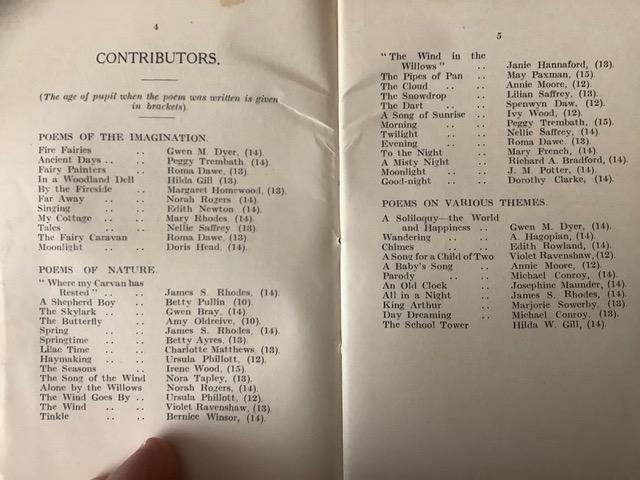 4
CONTRIBUTORS.
(The age of pupil when the poem was written is given
in brackets).
POEMS OF THE IMAGINATION.
Fire Fairies .. Gwen M. Dyer, (14).
Ancient Days .. .. Peggy Trembath. (14).
Fairy Painters .. Roma Dawe, (13).
In a Woodland Dell Hilda Gill (13).
By the Fireside .. Margaret Homewood, (13).
Far Away .. .. Norah Rogers (14).
Singing .. .. Edith Newton (14).
My Cottage .. .. Mary Rhodes (14).
Tales .. .. Nellie Saffrey (13)
The Fairy Caravan Roma Dawe, (13).
Moonlight .. .. Doris Head, (14).
POEMS OF NATURE.
"Where my Carvan has
Rested" .. .. James S. Rhodes, (14).
A Shepherd Boy .. Betty Pullin (10).
The Skylark .. .. Gwen Bray. (14).
The Butterfly .. Amy Oldreive, (10).
Spring .. .. James S. Rhodes, (14).
Springtime .. .. Betty Ayres, (13).
Lilac Time .. .. Charlotte Matthews, (13).
Haymaking .. .. Ursula Phillott, (12).
The Seasons .. Irene Wood, (15).
The Song of the Wind Nora Tapley, (13).
Alone by the Willows Norah Rogers, (14).
The Wind Goes By .. Ursula Phillott, (12).
The Wind .. .. Violet Ravenshaw, (13).
Tinkle .. .. Bernice Winsor, (14).
5
"The Wind in the
Willows" .. Janie Hannaford, (13).
The Pipes of Pan .. May Paxman, (15).
The Cloud .. .. Annie Moore, (12).
The Snowdrop .. Lilian Saffrey, (13).
The Dart .. .. Spenwyn Daw, (12).
A Song of Sunrise .. Ivy Wood, (12).
Morning .. .. Peggy Trembath, (15).
Twilight .. .. Nellie Saffrey, (14).
Evening .. .. Roma Dawe. (13).
To the Night .. Mary French, (14).
A Misty Night .. Richard A. Bradford, (14).
Moonlight .. .. J. M. Potter, (14).
Good-night .. .. Dorothy Clarke, (14).
POEMS ON VARIOUS THEMES.
A Soliloquy—the World
and Happiness .. Gwen M. Dyer, (14).
Wandering .. .. A. Hagopian, (14).
Chimes .. .. Edith Rowland, (14).
A Song for a Child of Two Violet Ravenshaw, (12).
A Baby's Song .. Annie Moore, (12).
Parody .. .. Michael Conroy, (14).
An Old Clock .. Josephine Maunder, (14).
All in a Night .. James S. Rhodes, (14).
King Arthur .. Marjorie Sowerby. (13).
Day Dreaming .. Michael Conroy. (13).
The School Tower .. Hilda W. Gill, (14).